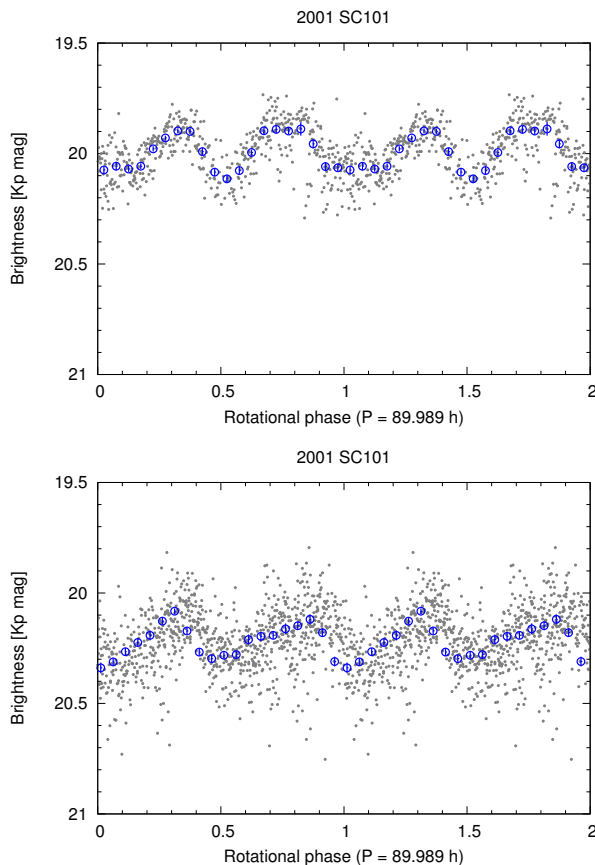 2001 SC101
19.5
20
20.5
21
Brightness [Kp mag]
0 0.5 1 1.5 2
Rotational phase (P = 89.989 h)
2001 SC101
19.5
20
20.5
21
Brightness [Kp mag]
0 0.5 1 1.5 2
Rotational phase (P = 89.989 h)